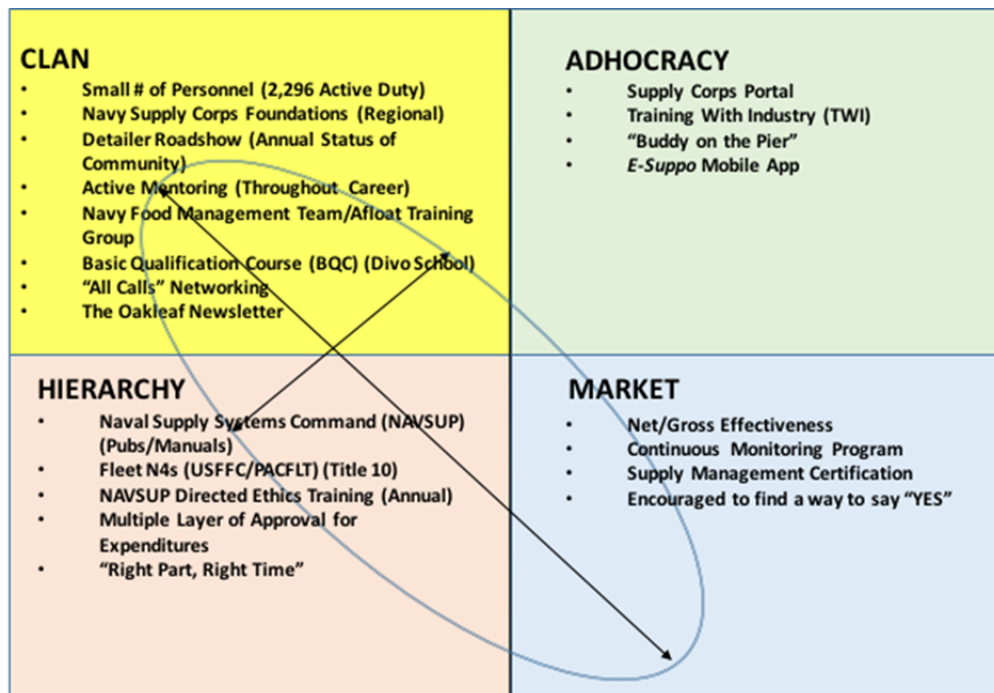 CLAN
• Small # of Personnel (2,296 Active Duty)
• Navy Supply Corps Foundations (Regional)
• Detailer Roadshow (Annual Status of
Community)
• Active Mentoring (Throughout Career)
• Navy Food Management Team/Afloat Training
Group
• Basic Qualification Course (BQC) (Divo School)
• “All Calls” Networking
• The Oakleaf Newsletter
ADHOCRACY
• Supply Corps Portal
• Training With Industry (TWI)
• “Buddy on the Pier”
• E-Suppo Mobile App
HIERARCHY
• Naval Supply Systems Command (NAVSUP)
(Pubs/Manuals)
• Fleet N4s (USFFC/PACFLT) (Title 10)
• NAVSUP Directed Ethics Training (Annual)
• Multiple Layer of Approval for
Expenditures
• “Right Part, Right Time”
MARKET
• Net/Gross Effectiveness
• Continuous Monitoring Program
• Supply Management Certification
• Encouraged to find a way to say “YES”